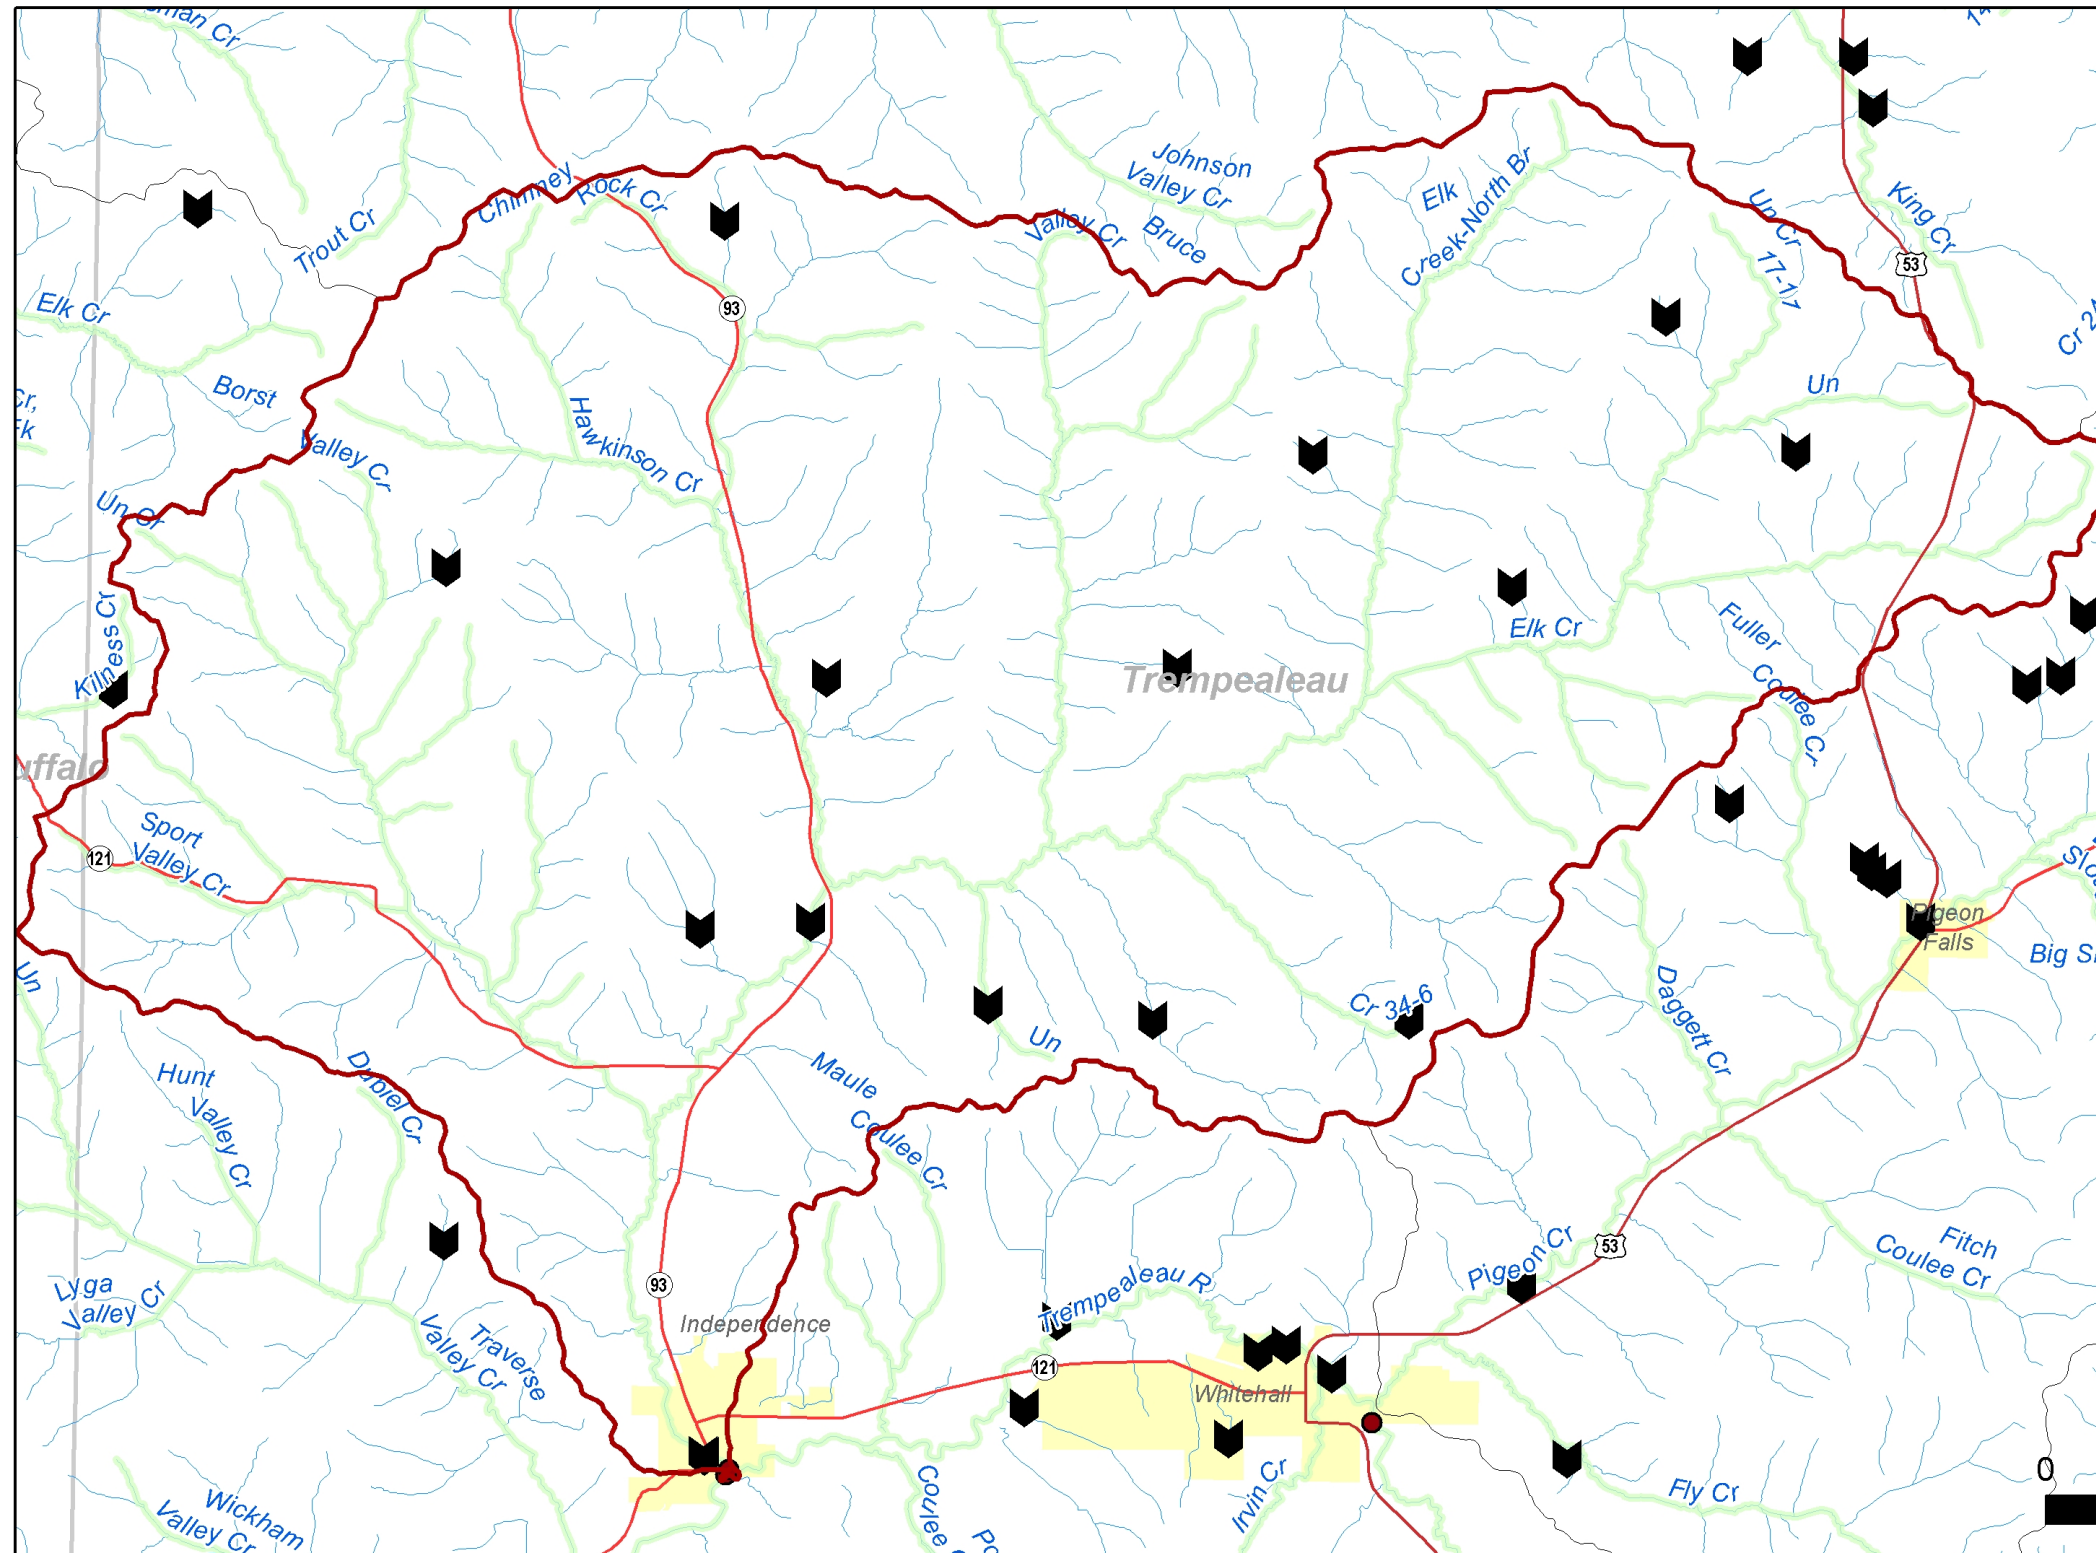 Cr
Trout Cr
Chimney
Rock Cr
Johnson
Valley Cr
Valley Cr
Bruce
Elk
Creek-North Br
Un Cr
17-11
King Cr
53
Elk Cr
93
Borst
Valley Cr
Hawkinson Cr
Un
Un Cr
Kilness Cr
Elk Cr
Fuller
Coulee Cr
Trempealeau
Sport
Valley Cr
121
Pigeon
Falls
Un
Cr 34-6
Un
Daggett Cr
Maule
Coulee Cr
Hunt
Valley Cr
Dubiel Cr
Lyga
Valley Cr
Traverse
Valley Cr
93
Independence
Trempealeau R
Pigeon Cr
53
Fitch
Coulee Cr
121
Whitehall
Irvin Cr
Fly Cr
0
Wickham
Valley Cr